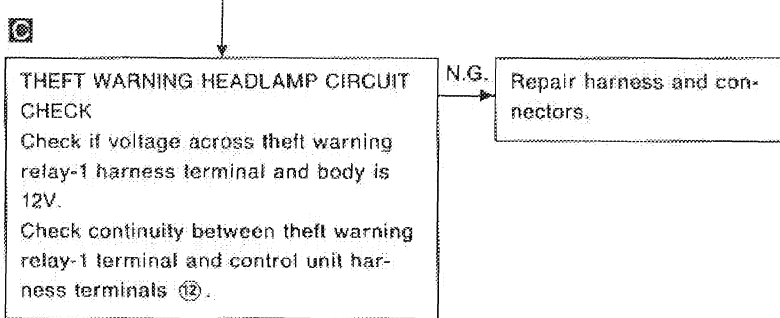 C
THEFT WARNING HEADLAMP CIRCUIT
CHECK
Check if voltage across theft warning
relay-1 harness terminal and body is
12V.
Check continuity between theft warning
relay-1 terminal and control unit har-
ness terminals ⑫.
N.G.
Repair harness and con-
nectors.